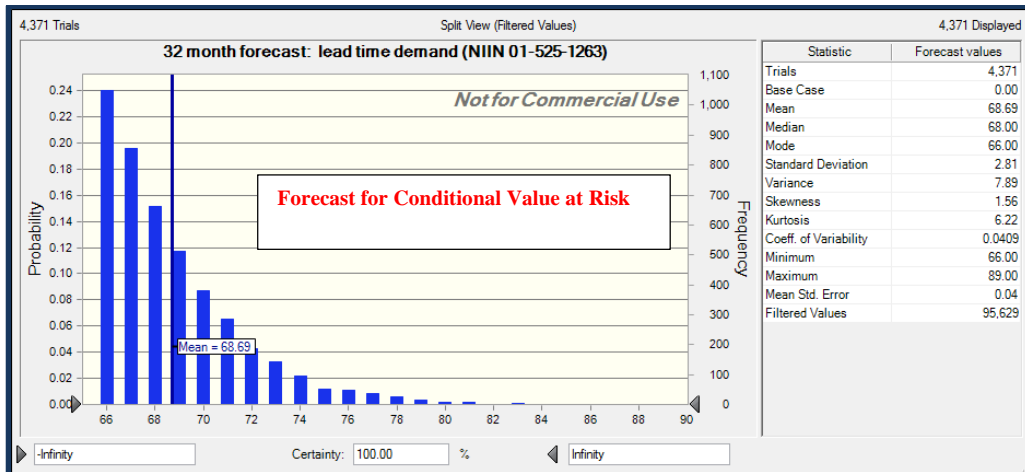 4,371 Trials
Split View (Filtered Values)
4,371 Displayed
32 month forecast: lead time demand (NIIN 01-525-1263)
Not for Commercial Use
Forecast for Conditional Value at Risk
Probability
0.24
0.22
0.20
0.18
0.16
0.14
0.12
0.10
0.08
0.06
0.04
0.02
0.00
Mean = 68.69
1,100
1,000
900
800
700
600
500
400
300
200
100
0
Frequency
66 68 70 72 74 76 78 80 82 84 86 88 90
Statistic Forecast values
Trials 4,371
Base Case 0.00
Mean 68.69
Median 68.00
Mode 66.00
Standard Deviation 2.81
Variance 7.89
Skewness 1.56
Kurtosis 6.22
Coeff. of Variability 0.0409
Minimum 66.00
Maximum 89.00
Mean Std. Error 0.04
Filtered Values 95,629
-Infinity Certainty: 100.00 % Infinity